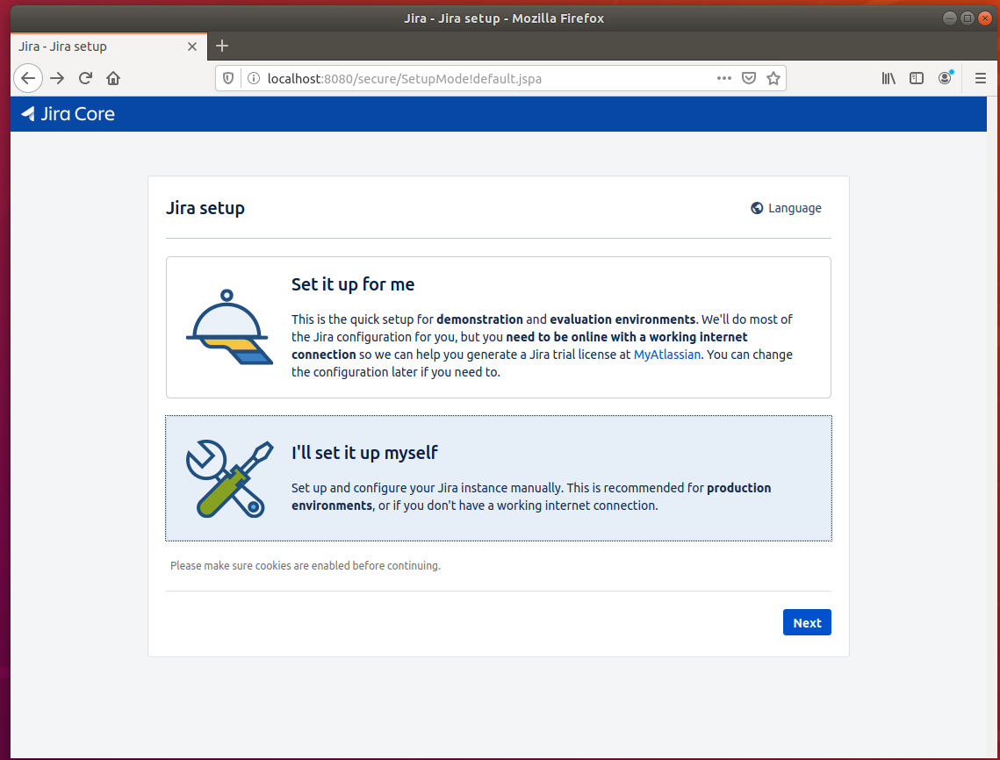 Jira - Jira setup - Mozilla Firefox
Jira - Jira setup
localhost:8080/secure/SetupMode!default.jspa
Jira Core
Jira setup
Language
Set it up for me
This is the quick setup for demonstration and evaluation environments. We'll do most of
the Jira configuration for you, but you need to be online with a working internet
connection so we can help you generate a Jira trial license at MyAtlassian. You can change
the configuration later if you need to.
I'll set it up myself
Set up and configure your Jira instance manually. This is recommended for production
environments, or if you don't have a working internet connection.
Please make sure cookies are enabled before continuing.
Next